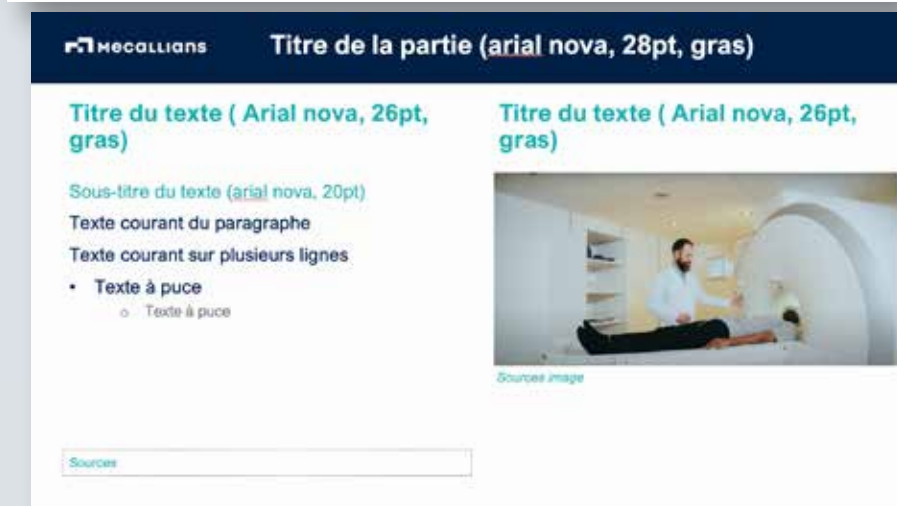 Mecallians
Titre de la partie (arial nova, 28pt, gras)
Titre du texte ( Arial nova, 26pt,
gras)
Sous-titre du texte (arial nova, 20pt)
Texte courant du paragraphe
Texte courant sur plusieurs lignes
• Texte à puce
○ Texte à puce
Sources
Titre du texte ( Arial nova, 26pt,
gras)
Sources image